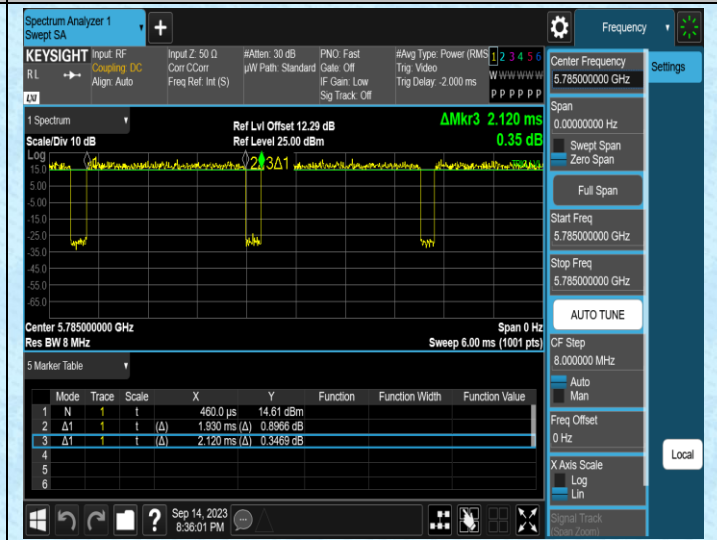 Spectrum Analyzer 1
Swept SA
+
Frequency
KEYSIGHT
RL
LXI
Input: RF
Coupling: DC
Align: Auto
Input Z: 50 Ω
Corr CCorr
Freq Ref: Int (S)
#Atten: 30 dB
µW Path: Standard
PNO: Fast
Gate: Off
IF Gain: Low
Sig Track: Off
#Avg Type: Power (RMS
Trig: Video
Trig Delay: -2.000 ms
1 2 3 4 5 6
W W W W W W
P P P P P P
1 Spectrum
Scale/Div 10 dB
Ref Lvl Offset 12.29 dB
Ref Level 25.00 dBm
ΔMkr3 2.120 ms
0.35 dB
Log
15.0
5.00
-5.00
-15.0
-25.0
-35.0
-45.0
-55.0
-65.0
3Δ1
Center 5.785000000 GHz
Res BW 8 MHz
Span 0 Hz
Sweep 6.00 ms (1001 pts)
5 Marker Table
Mode Trace Scale X Y Function Function Width Function Value
1 N 1 t 460.0 µs 14.61 dBm
2 Δ1 1 t (Δ) 1.930 ms (Δ) 0.8966 dB
3 Δ1 1 t (Δ) 2.120 ms (Δ) 0.3469 dB
4
5
6
Sep 14, 2023
8:36:01 PM
Center Frequency
5.785000000 GHz
Span
0.00000000 Hz
Swept Span
Zero Span
Full Span
Start Freq
5.785000000 GHz
Stop Freq
5.785000000 GHz
AUTO TUNE
CF Step
8.000000 MHz
Auto
Man
Freq Offset
0 Hz
X Axis Scale
Log
Lin
Signal Track
(Span Zoom)
Settings
Local